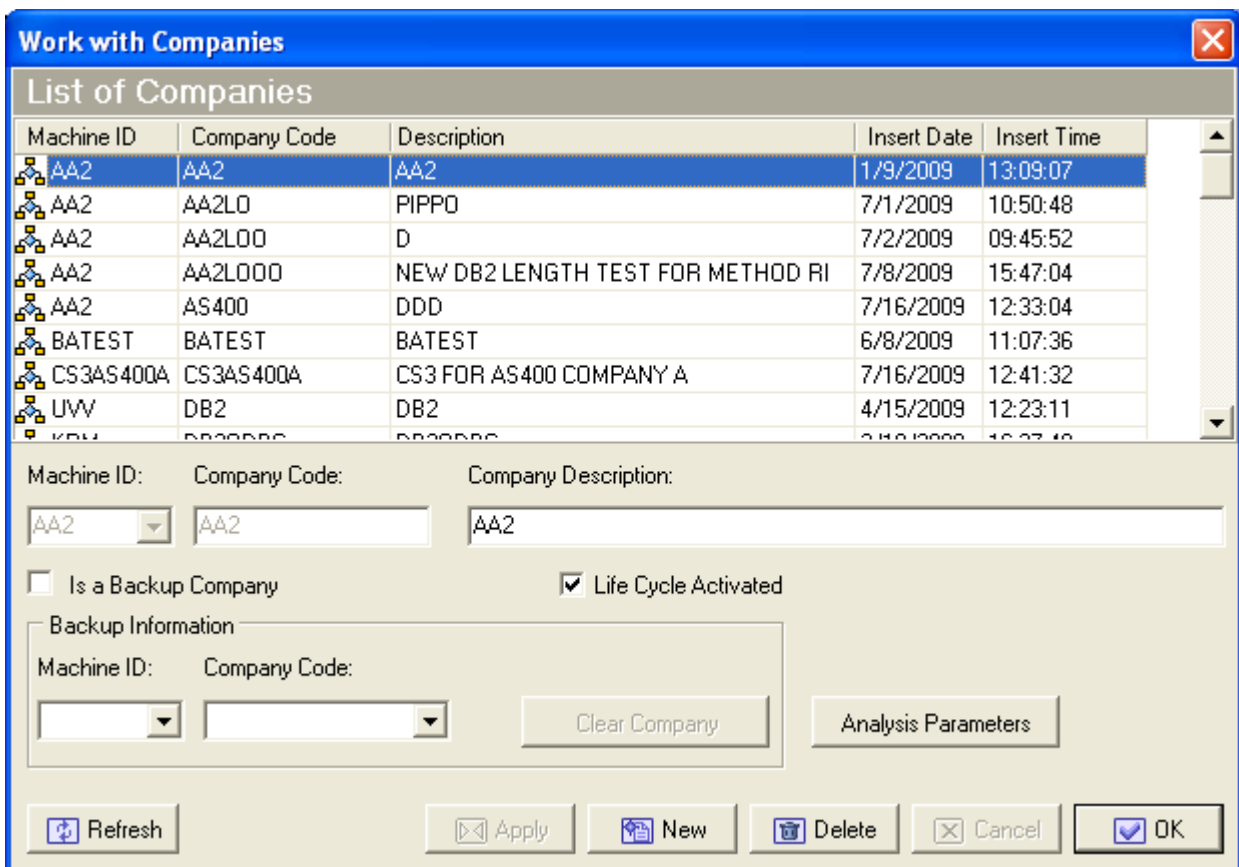 Work with Companies
List of Companies
Machine ID Company Code Description Insert Date Insert Time
AA2 AA2 AA2 1/9/2009 13:09:07
AA2 AA2LO PIPPO 7/1/2009 10:50:48
AA2 AA2LOO D 7/2/2009 09:45:52
AA2 AA2LOOO NEW DB2 LENGTH TEST FOR METHOD RI 7/8/2009 15:47:04
AA2 AS400 DDD 7/16/2009 12:33:04
BATEST BATEST BATEST 6/8/2009 11:07:36
CS3AS400A CS3AS400A CS3 FOR AS400 COMPANY A 7/16/2009 12:41:32
UVV DB2 DB2 4/15/2009 12:23:11
Machine ID: Company Code: Company Description:
AA2 AA2 AA2
Is a Backup Company Life Cycle Activated
Backup Information
Machine ID: Company Code:
Clear Company Analysis Parameters
Refresh Apply New Delete Cancel OK